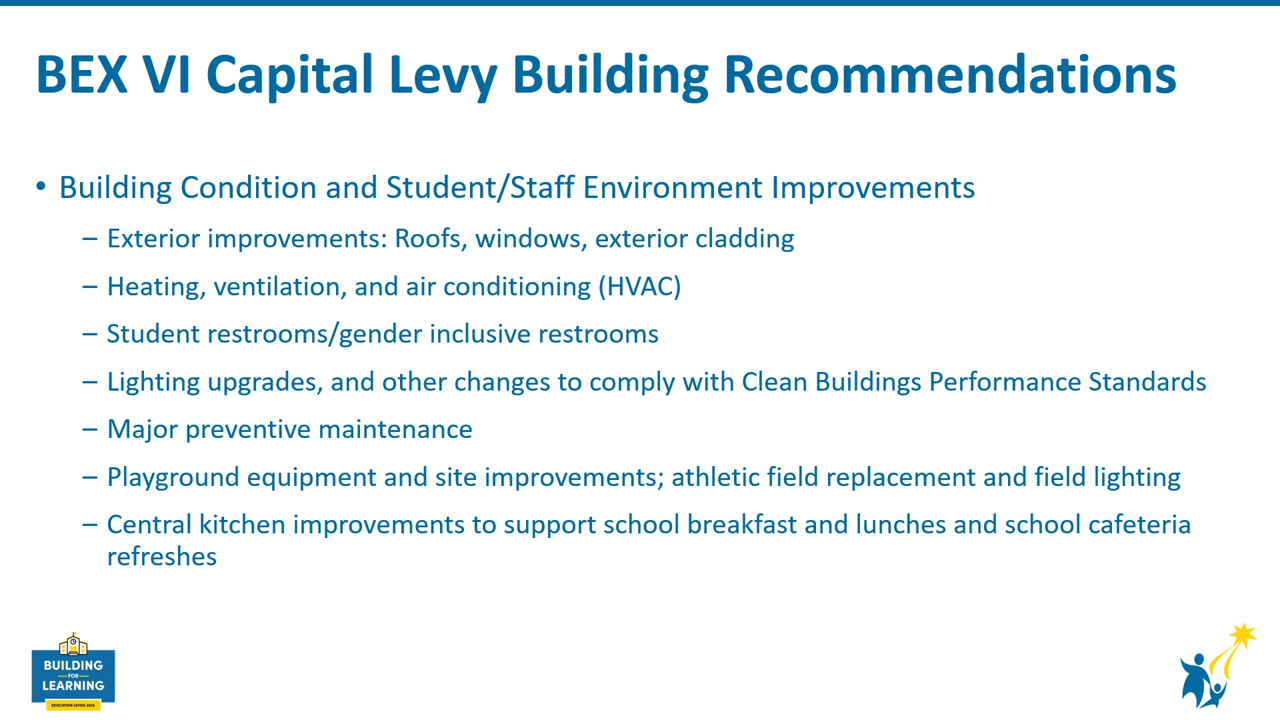 BEX VI Capital Levy Building Recommendations
• Building Condition and Student/Staff Environment Improvements
– Exterior improvements: Roofs, windows, exterior cladding
– Heating, ventilation, and air conditioning (HVAC)
– Student restrooms/gender inclusive restrooms
– Lighting upgrades, and other changes to comply with Clean Buildings Performance Standards
– Major preventive maintenance
– Playground equipment and site improvements; athletic field replacement and field lighting
– Central kitchen improvements to support school breakfast and lunches and school cafeteria
refreshes
BUILDING
FOR
LEARNING
EDUCATION LEVIES 2025